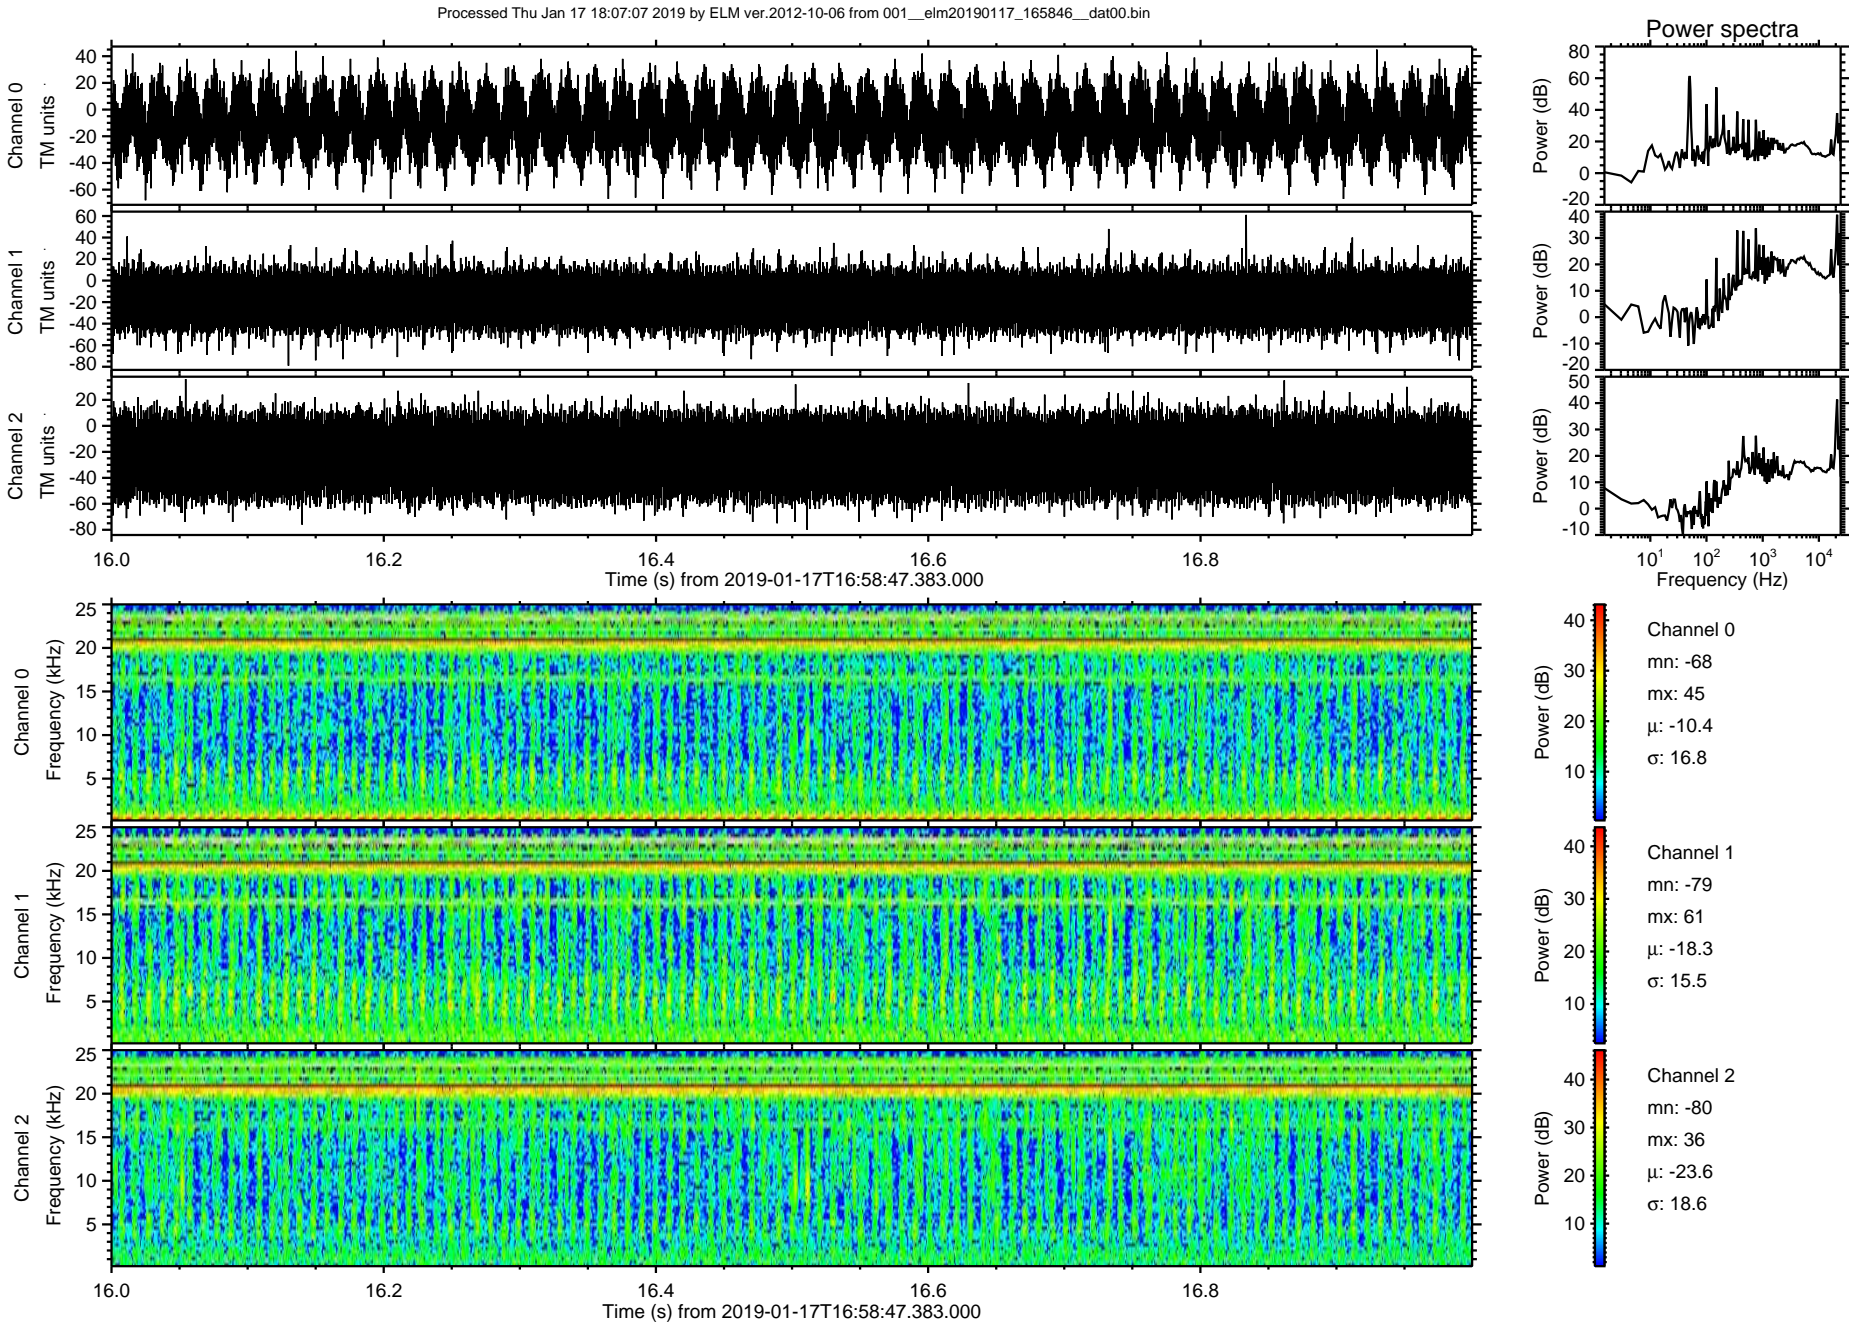 Processed Thu Jan 17 18:07:07 2019 by ELM ver.2012-10-06 from 001__elm20190117_165846__dat00.bin
Power spectra
Channel 0
TM units
40
20
0
-20
-40
-60
Power (dB)
80
60
40
20
0
-20
Channel 1
TM units
60
40
20
0
-20
-40
-60
-80
Power (dB)
40
30
20
10
0
-10
-20
Channel 2
TM units
20
0
-20
-40
-60
-80
Power (dB)
50
40
30
20
10
0
-10
16.0 16.2 16.4 16.6 16.8
Time (s) from 2019-01-17T16:58:47.383.000
10¹ 10² 10³ 10⁴
Frequency (Hz)
Channel 0
Frequency (kHz)
25
20
15
10
5
Power (dB)
40
30
20
10
Channel 0
mn: -68
mx: 45
μ: -10.4
σ: 16.8
Channel 1
Frequency (kHz)
25
20
15
10
5
Power (dB)
40
30
20
10
Channel 1
mn: -79
mx: 61
μ: -18.3
σ: 15.5
Channel 2
Frequency (kHz)
25
20
15
10
5
Power (dB)
40
30
20
10
Channel 2
mn: -80
mx: 36
μ: -23.6
σ: 18.6
16.0 16.2 16.4 16.6 16.8
Time (s) from 2019-01-17T16:58:47.383.000